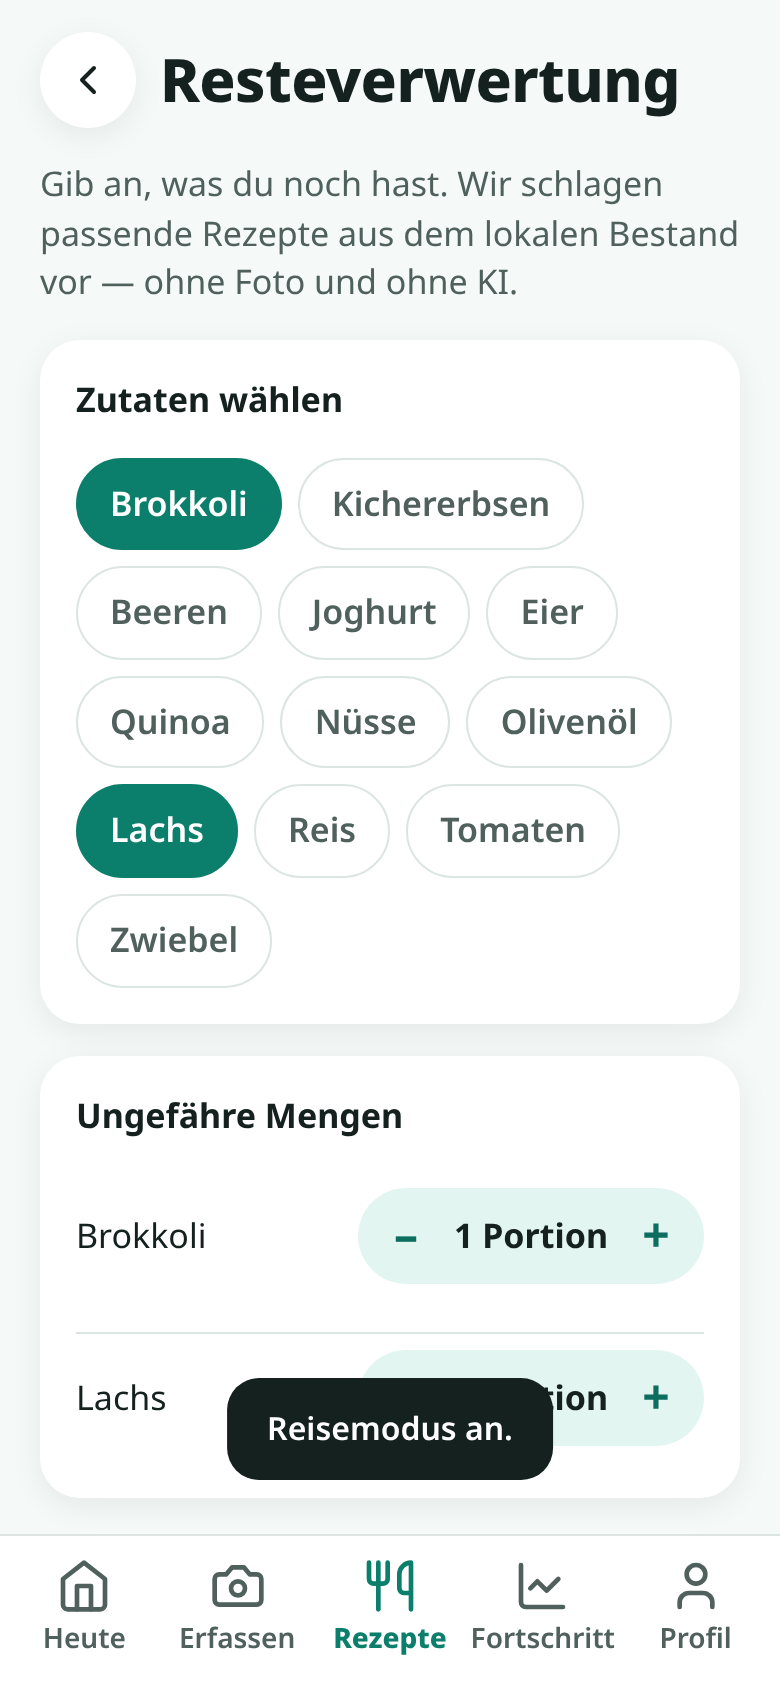 Resteverwertung
Gib an, was du noch hast. Wir schlagen
passende Rezepte aus dem lokalen Bestand
vor — ohne Foto und ohne KI.
Zutaten wählen
Brokkoli Kichererbsen
Beeren Joghurt Eier
Quinoa Nüsse Olivenöl
Lachs Reis Tomaten
Zwiebel
Ungefähre Mengen
Brokkoli – 1 Portion +
Lachs +
Reisemodus an.
Heute Erfassen Rezepte Fortschritt Profil